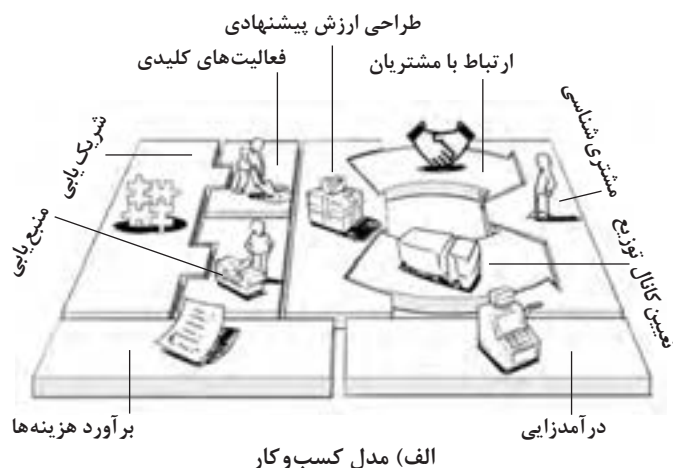 طراحی ارزش پیشنهادی
فعالیت‌های کلیدی
ارتباط با مشتریان
شریک یابی
مشتری شناسی
منبع‌یابی
تعیین کانال توزیع
برآورد هزینه‌ها
درآمدزایی
الف) مدل کسب‌وکار